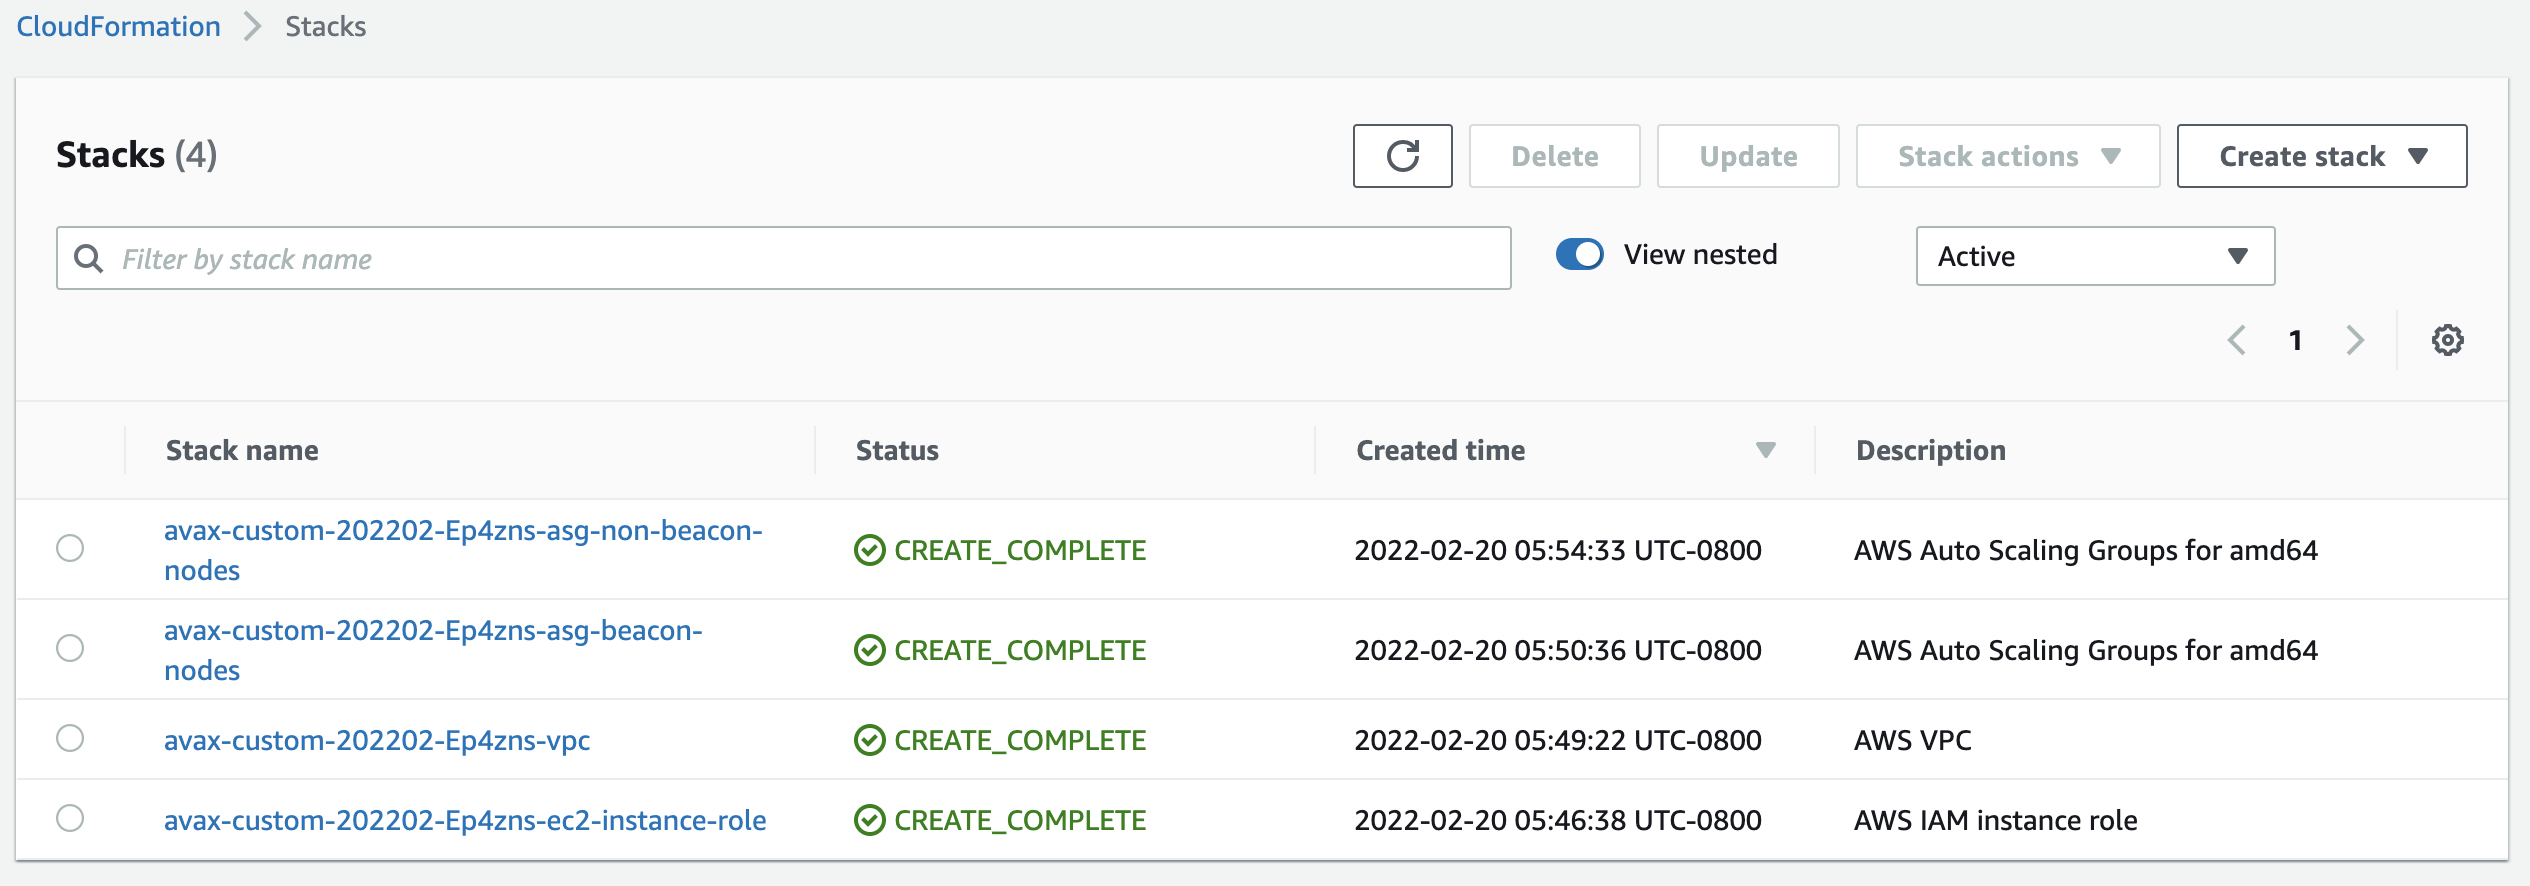 CloudFormation > Stacks
Stacks (4)
Delete
Update
Stack actions
Create stack
Filter by stack name
View nested
Active
1
Stack name
Status
Created time
Description
avax-custom-202202-Ep4zns-asg-non-beacon-
nodes
CREATE_COMPLETE
2022-02-20 05:54:33 UTC-0800
AWS Auto Scaling Groups for amd64
avax-custom-202202-Ep4zns-asg-beacon-
nodes
CREATE_COMPLETE
2022-02-20 05:50:36 UTC-0800
AWS Auto Scaling Groups for amd64
avax-custom-202202-Ep4zns-vpc
CREATE_COMPLETE
2022-02-20 05:49:22 UTC-0800
AWS VPC
avax-custom-202202-Ep4zns-ec2-instance-role
CREATE_COMPLETE
2022-02-20 05:46:38 UTC-0800
AWS IAM instance role